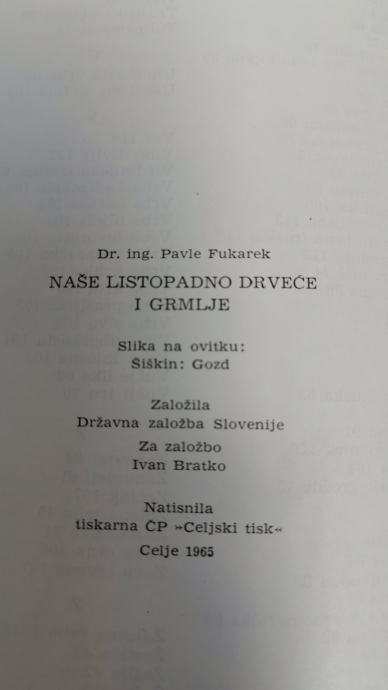 Dr. ing. Pavle Fukarek
NAŠE LISTOPADNO DRVEĆE
I GRMLJE
Slika na ovitku:
Šiškin: Gozd
Založila
Državna založba Slovenije
Za založbo
Ivan Bratko
Natisnila
tiskarna ČP »Celjski tisk«
Celje 1965